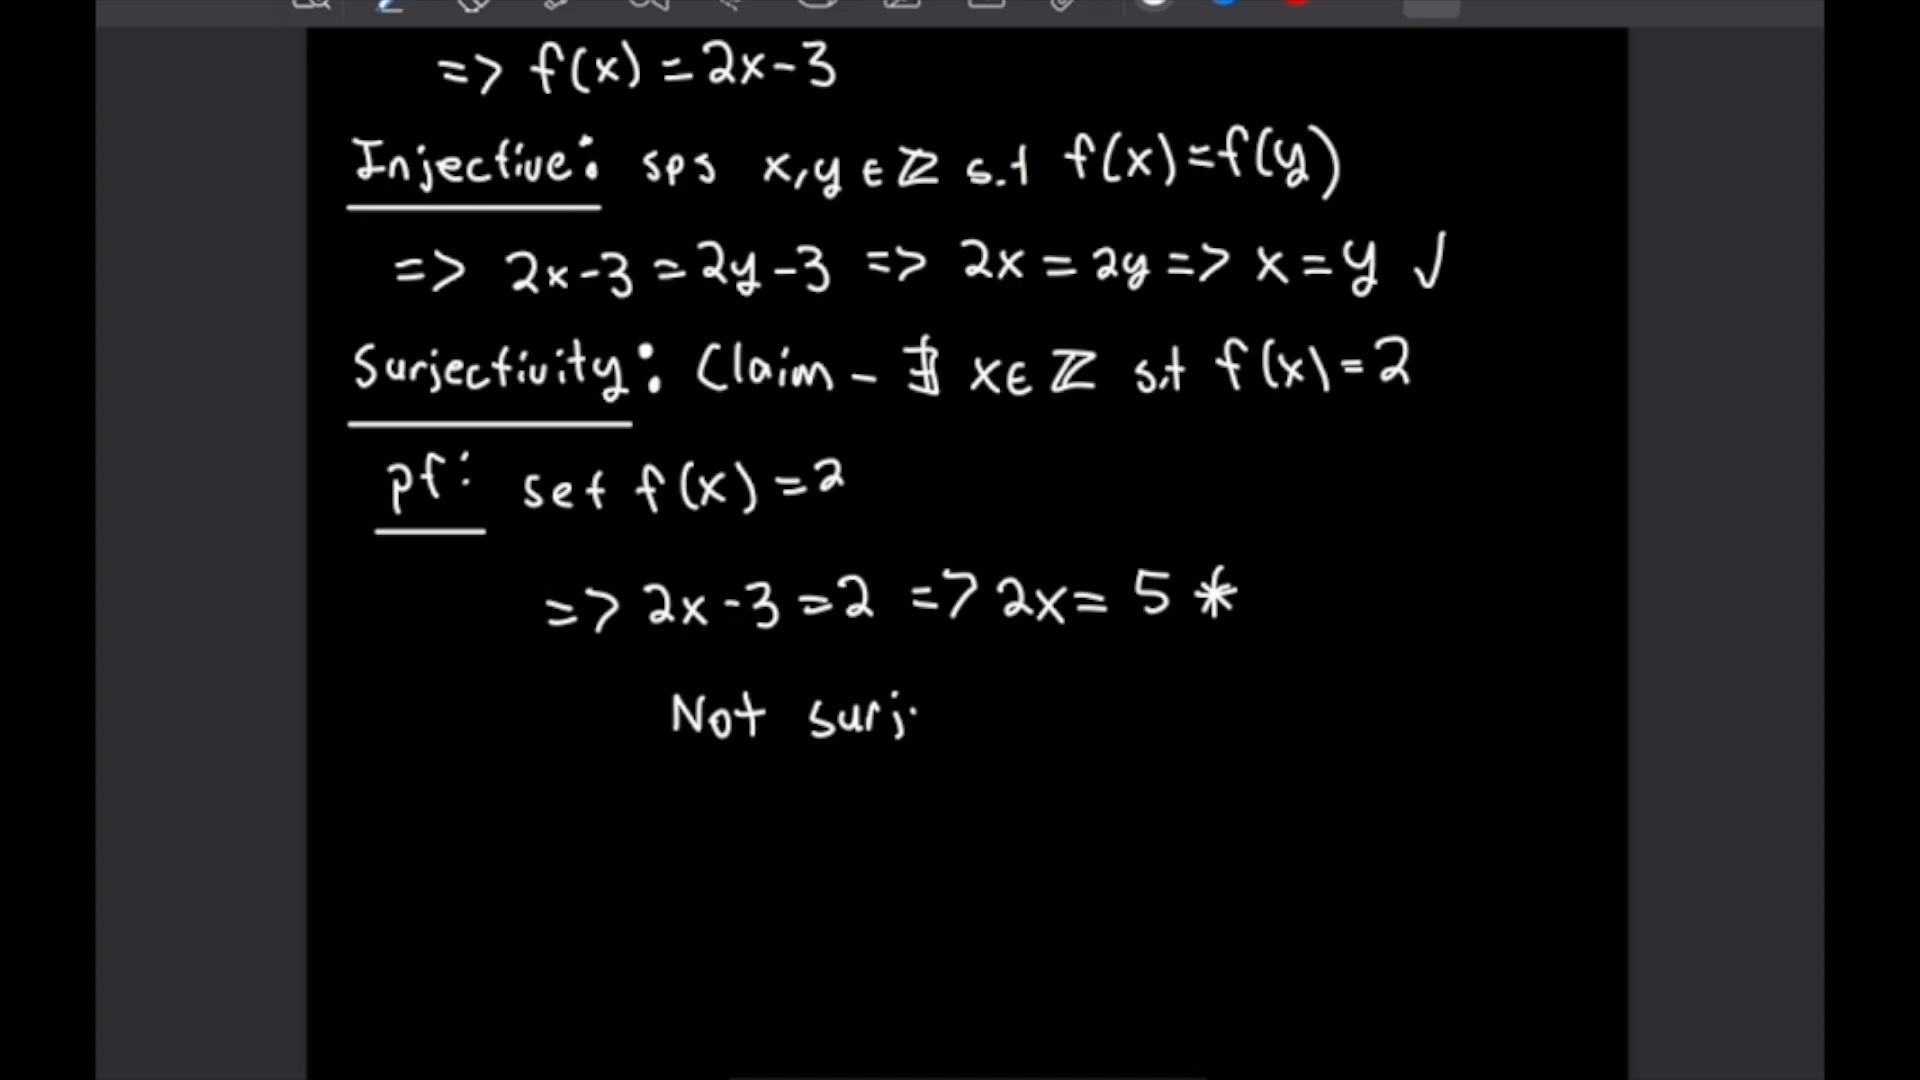 => f(x) = 2x-3
Injective: sps x,y ∈ ℤ s.t f(x)=f(y)
=> 2x-3 = 2y-3 => 2x = 2y => x = y ✓
Surjectivity: Claim - ∄ x∈ ℤ s.t f(x)=2
pf: set f(x)=2
=> 2x-3=2 => 2x= 5 *
Not surj.